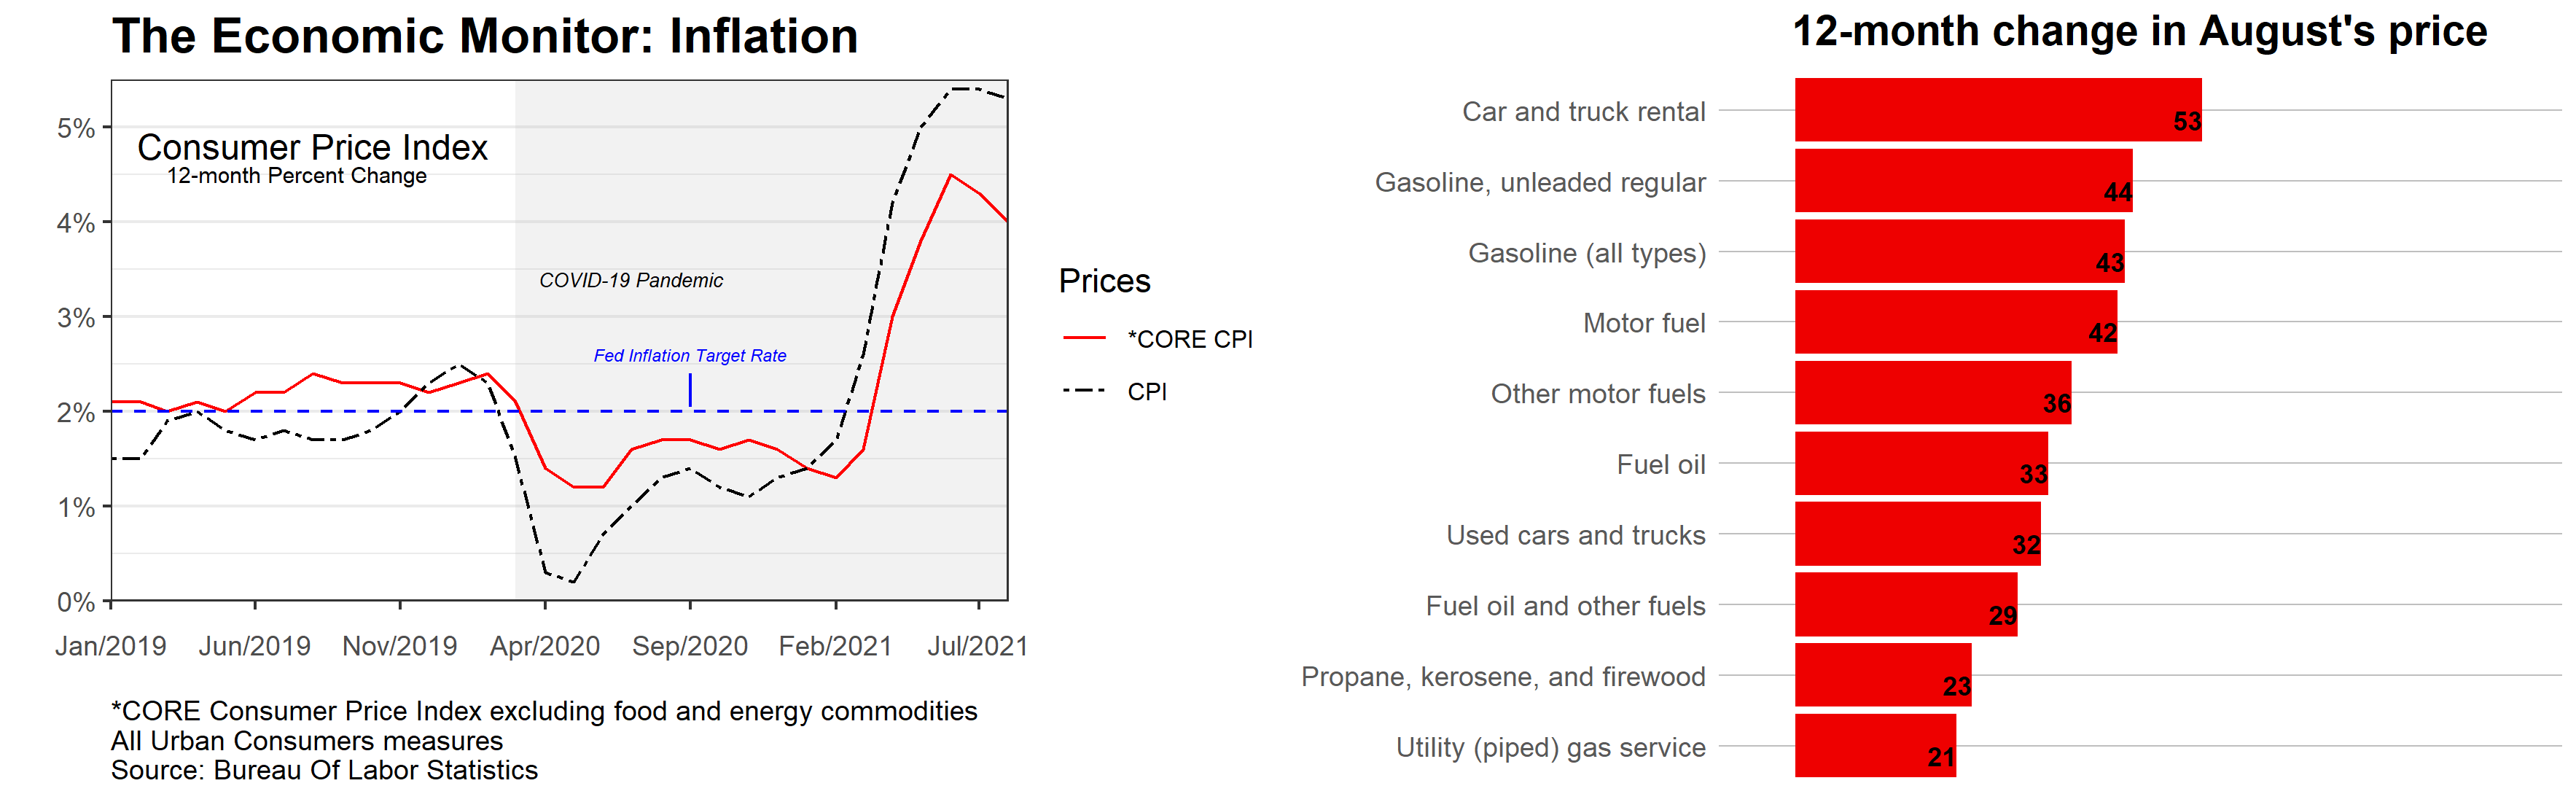 The Economic Monitor: Inflation
5%
4%
3%
2%
1%
0%
Consumer Price Index
12-month Percent Change
COVID-19 Pandemic
Fed Inflation Target Rate
Jan/2019 Jun/2019 Nov/2019 Apr/2020 Sep/2020 Feb/2021 Jul/2021
Prices
*CORE CPI
CPI
*CORE Consumer Price Index excluding food and energy commodities
All Urban Consumers measures
Source: Bureau Of Labor Statistics
12-month change in August's price
Car and truck rental 53
Gasoline, unleaded regular 44
Gasoline (all types) 43
Motor fuel 42
Other motor fuels 36
Fuel oil 33
Used cars and trucks 32
Fuel oil and other fuels 29
Propane, kerosene, and firewood 23
Utility (piped) gas service 21